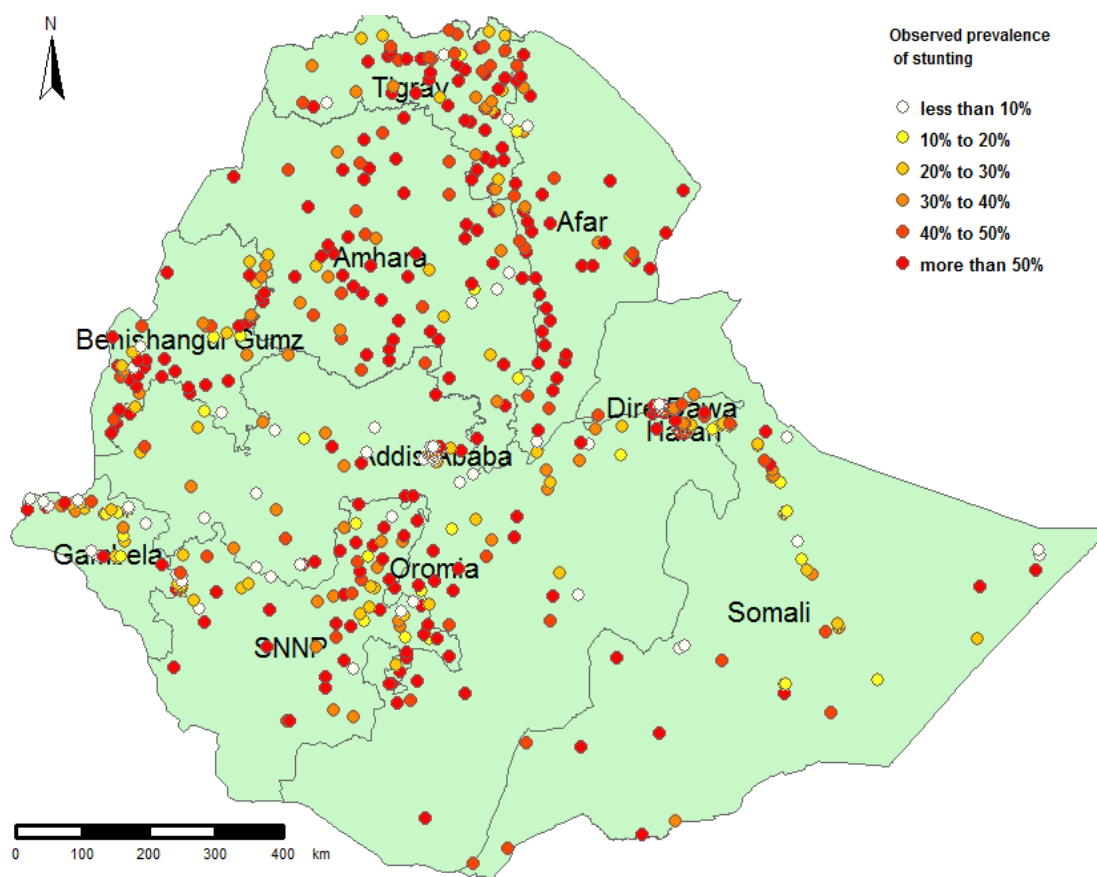 N
Observed prevalence
of stunting
less than 10%
10% to 20%
20% to 30%
30% to 40%
40% to 50%
more than 50%
Tigray
Afar
Amhara
Benishangul Gumz
Dire Dawa
Harari
Addis Ababa
Gambela
Oromia
Somali
SNNP
0 100 200 300 400 km